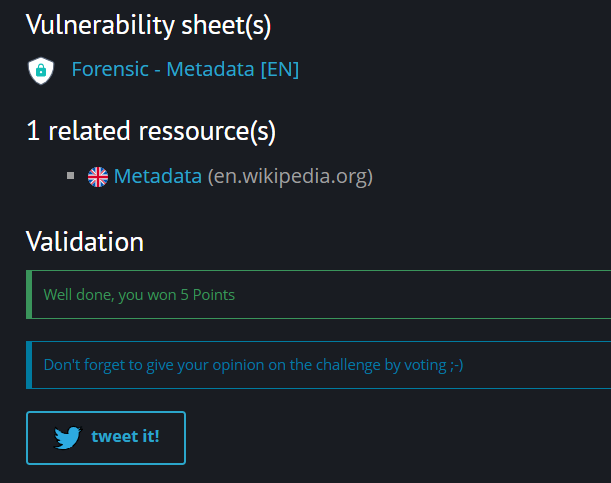 Vulnerability sheet(s)
Forensic - Metadata [EN]
1 related ressource(s)
Metadata (en.wikipedia.org)
Validation
Well done, you won 5 Points
Don't forget to give your opinion on the challenge by voting ;-)
tweet it!